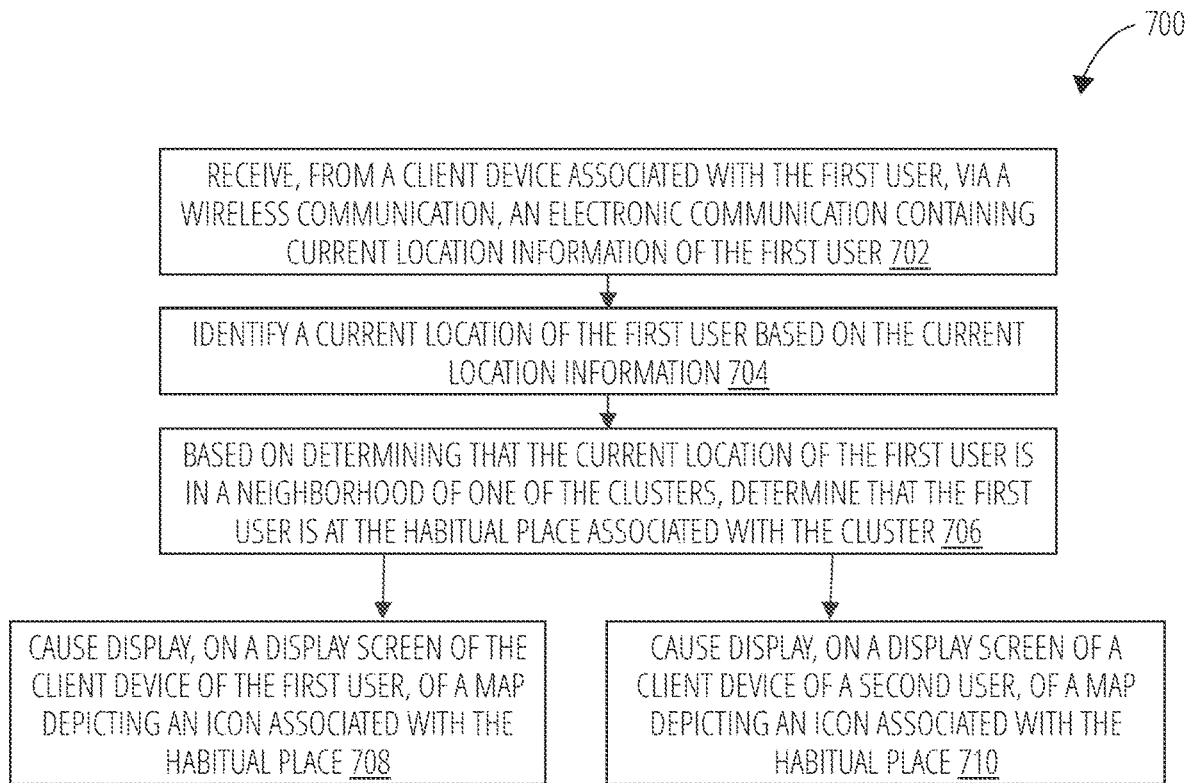 700
RECEIVE, FROM A CLIENT DEVICE ASSOCIATED WITH THE FIRST USER, VIA A
WIRELESS COMMUNICATION, AN ELECTRONIC COMMUNICATION CONTAINING
CURRENT LOCATION INFORMATION OF THE FIRST USER 702
IDENTIFY A CURRENT LOCATION OF THE FIRST USER BASED ON THE CURRENT
LOCATION INFORMATION 704
BASED ON DETERMINING THAT THE CURRENT LOCATION OF THE FIRST USER IS
IN A NEIGHBORHOOD OF ONE OF THE CLUSTERS, DETERMINE THAT THE FIRST
USER IS AT THE HABITUAL PLACE ASSOCIATED WITH THE CLUSTER 706
CAUSE DISPLAY, ON A DISPLAY SCREEN OF THE
CLIENT DEVICE OF THE FIRST USER, OF A MAP
DEPICTING AN ICON ASSOCIATED WITH THE
HABITUAL PLACE 708
CAUSE DISPLAY, ON A DISPLAY SCREEN OF A
CLIENT DEVICE OF A SECOND USER, OF A MAP
DEPICTING AN ICON ASSOCIATED WITH THE
HABITUAL PLACE 710